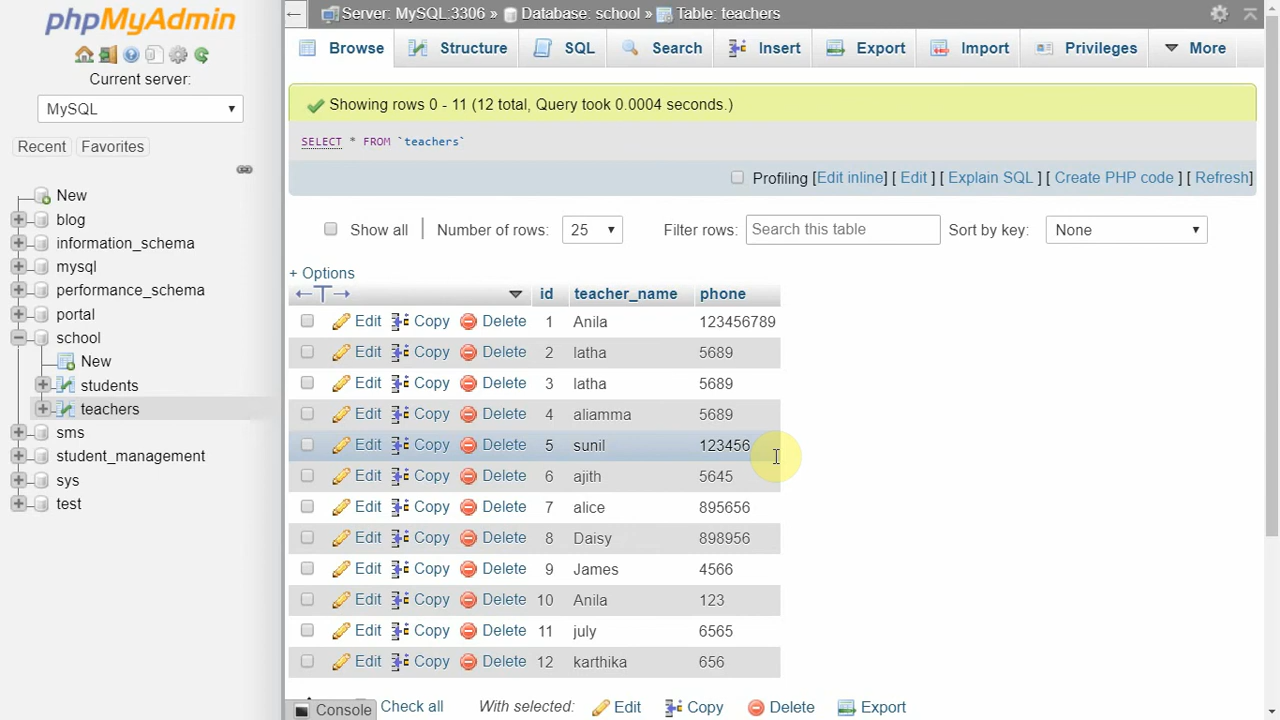 phpMyAdmin
Current server:
MySQL
Recent Favorites
New
blog
information_schema
mysql
performance_schema
portal
school
New
students
teachers
sms
student_management
sys
test
Server: MySQL:3306 » Database: school » Table: teachers
Browse Structure SQL Search Insert Export Import Privileges More
Showing rows 0 - 11 (12 total, Query took 0.0004 seconds.)
SELECT * FROM `teachers`
Profiling [Edit inline] [ Edit ] [ Explain SQL ] [ Create PHP code ] [ Refresh]
Show all Number of rows: 25 Filter rows: Search this table Sort by key: None
+ Options
←T→ id teacher_name phone
Edit Copy Delete 1 Anila 123456789
Edit Copy Delete 2 latha 5689
Edit Copy Delete 3 latha 5689
Edit Copy Delete 4 aliamma 5689
Edit Copy Delete 5 sunil 123456
Edit Copy Delete 6 ajith 5645
Edit Copy Delete 7 alice 895656
Edit Copy Delete 8 Daisy 898956
Edit Copy Delete 9 James 4566
Edit Copy Delete 10 Anila 123
Edit Copy Delete 11 july 6565
Edit Copy Delete 12 karthika 656
Console Check all With selected: Edit Copy Delete Export